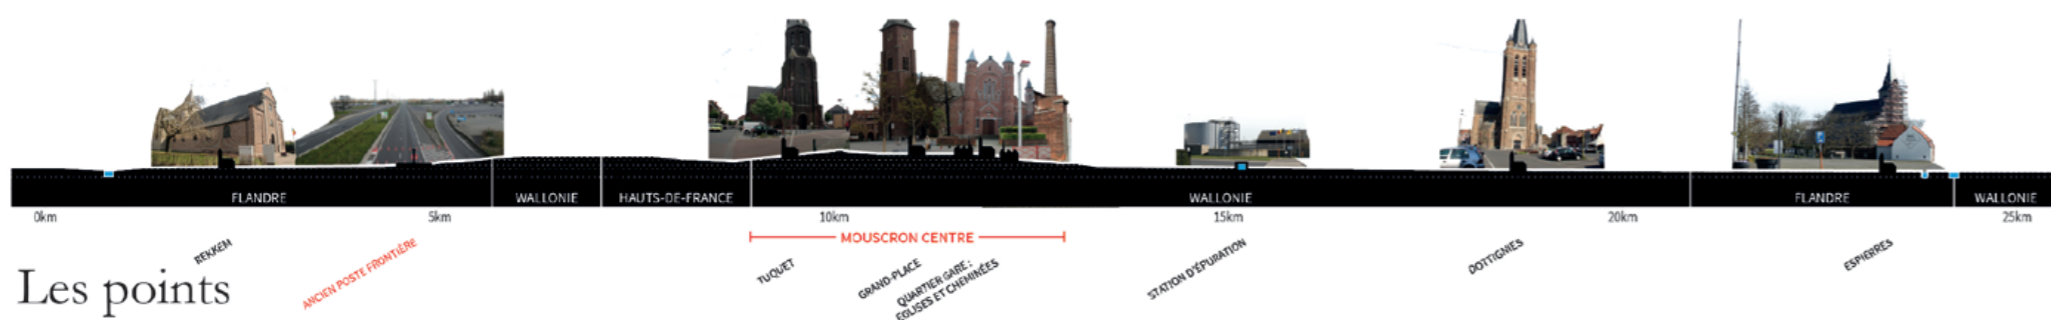 FLANDRE
WALLONIE
HAUTS-DE-FRANCE
WALLONIE
FLANDRE
WALLONIE
0km
5km
10km
15km
20km
25km
MOUSCRON CENTRE
REKKEM
ANCIEN POSTE FRONTIÈRE
TUQUET
GRAND-PLACE
QUARTIER GARE :
EGLISES ET CHEMINÉES
STATION D'ÉPURATION
DOTTIGNIES
ESPIERRES
Les points